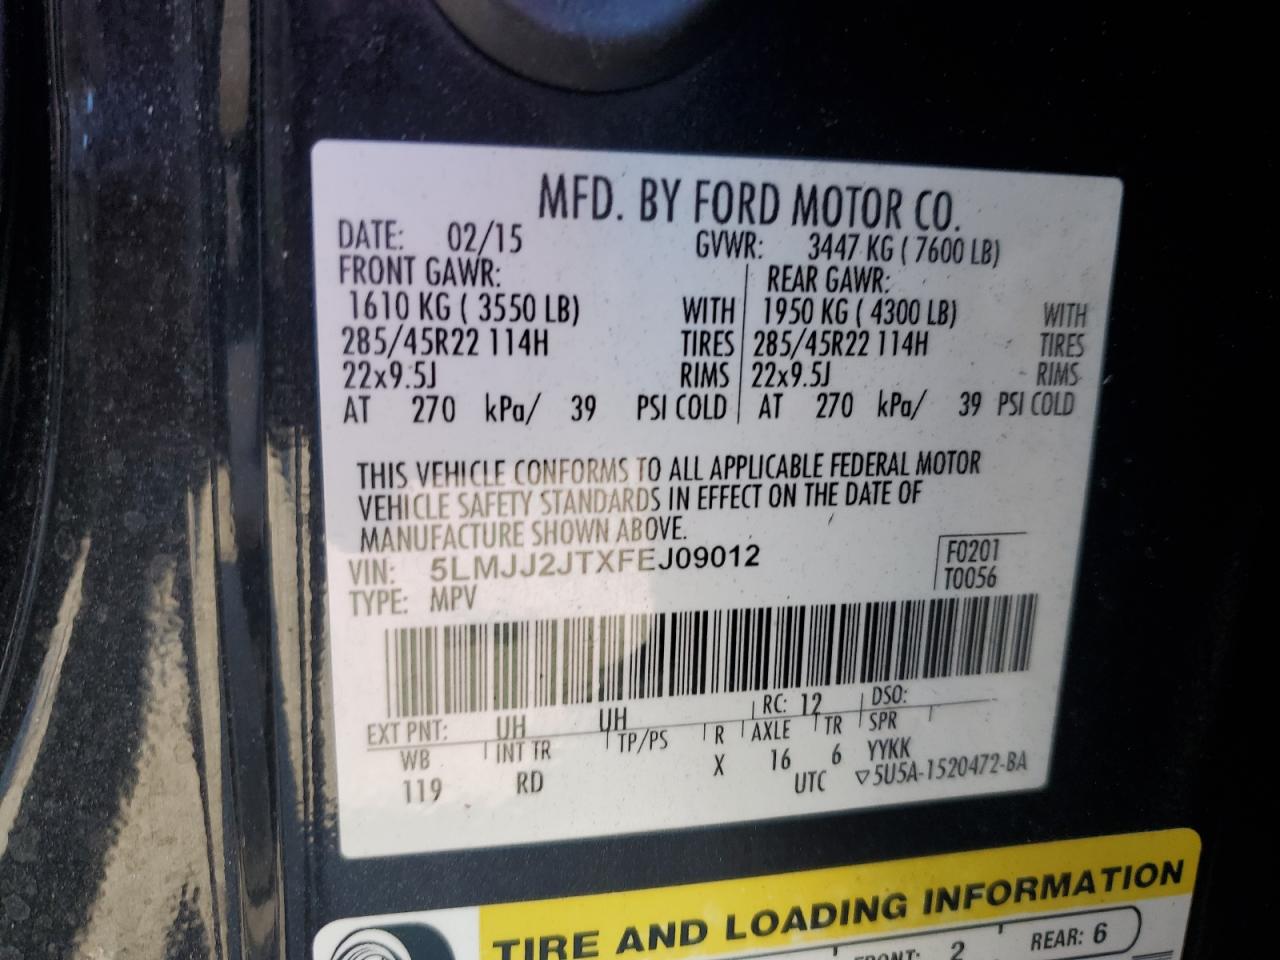 MFD. BY FORD MOTOR CO.
DATE: 02/15 GVWR: 3447 KG ( 7600 LB)
FRONT GAWR: REAR GAWR:
1610 KG ( 3550 LB) WITH 1950 KG ( 4300 LB) WITH
285/45R22 114H TIRES 285/45R22 114H TIRES
22x9.5J RIMS 22x9.5J RIMS
AT 270 kPa/ 39 PSI COLD AT 270 kPa/ 39 PSI COLD
THIS VEHICLE CONFORMS TO ALL APPLICABLE FEDERAL MOTOR
VEHICLE SAFETY STANDARDS IN EFFECT ON THE DATE OF
MANUFACTURE SHOWN ABOVE.
VIN: 5LMJJ2JTXFEJ09012 F0201
TYPE: MPV T0056
EXT PNT: UH UH RC: 12 DSO:
WB INT TR TP/PS R AXLE TR SPR
119 RD X 16 6 YYKK
UTC ▽5U5A-1520472-BA
TIRE AND LOADING INFORMATION
FRONT: 2 REAR: 6